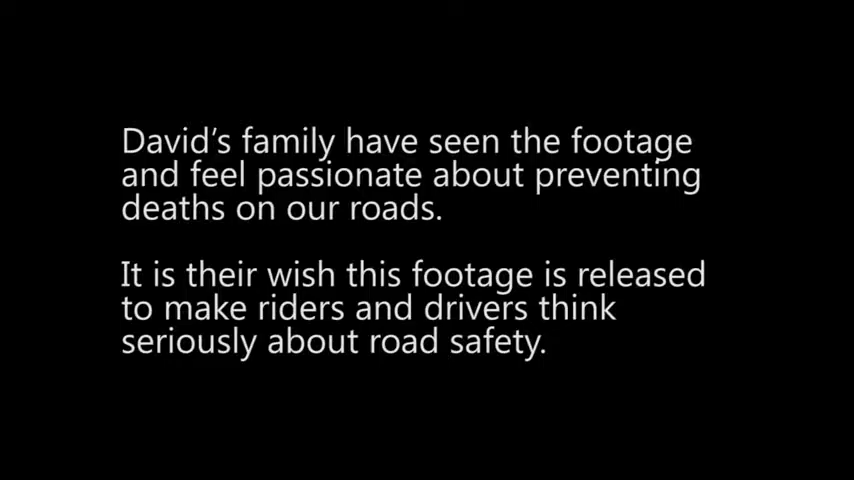 David's family have seen the footage
and feel passionate about preventing
deaths on our roads.
It is their wish this footage is released
to make riders and drivers think
seriously about road safety.